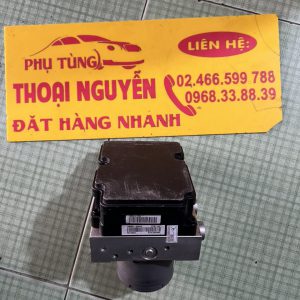 PHỤ TÙNG
THOẠI NGUYỄN
ĐẶT HÀNG NHANH
LIÊN HỆ:
02.466.599 788
0968.33.88.39